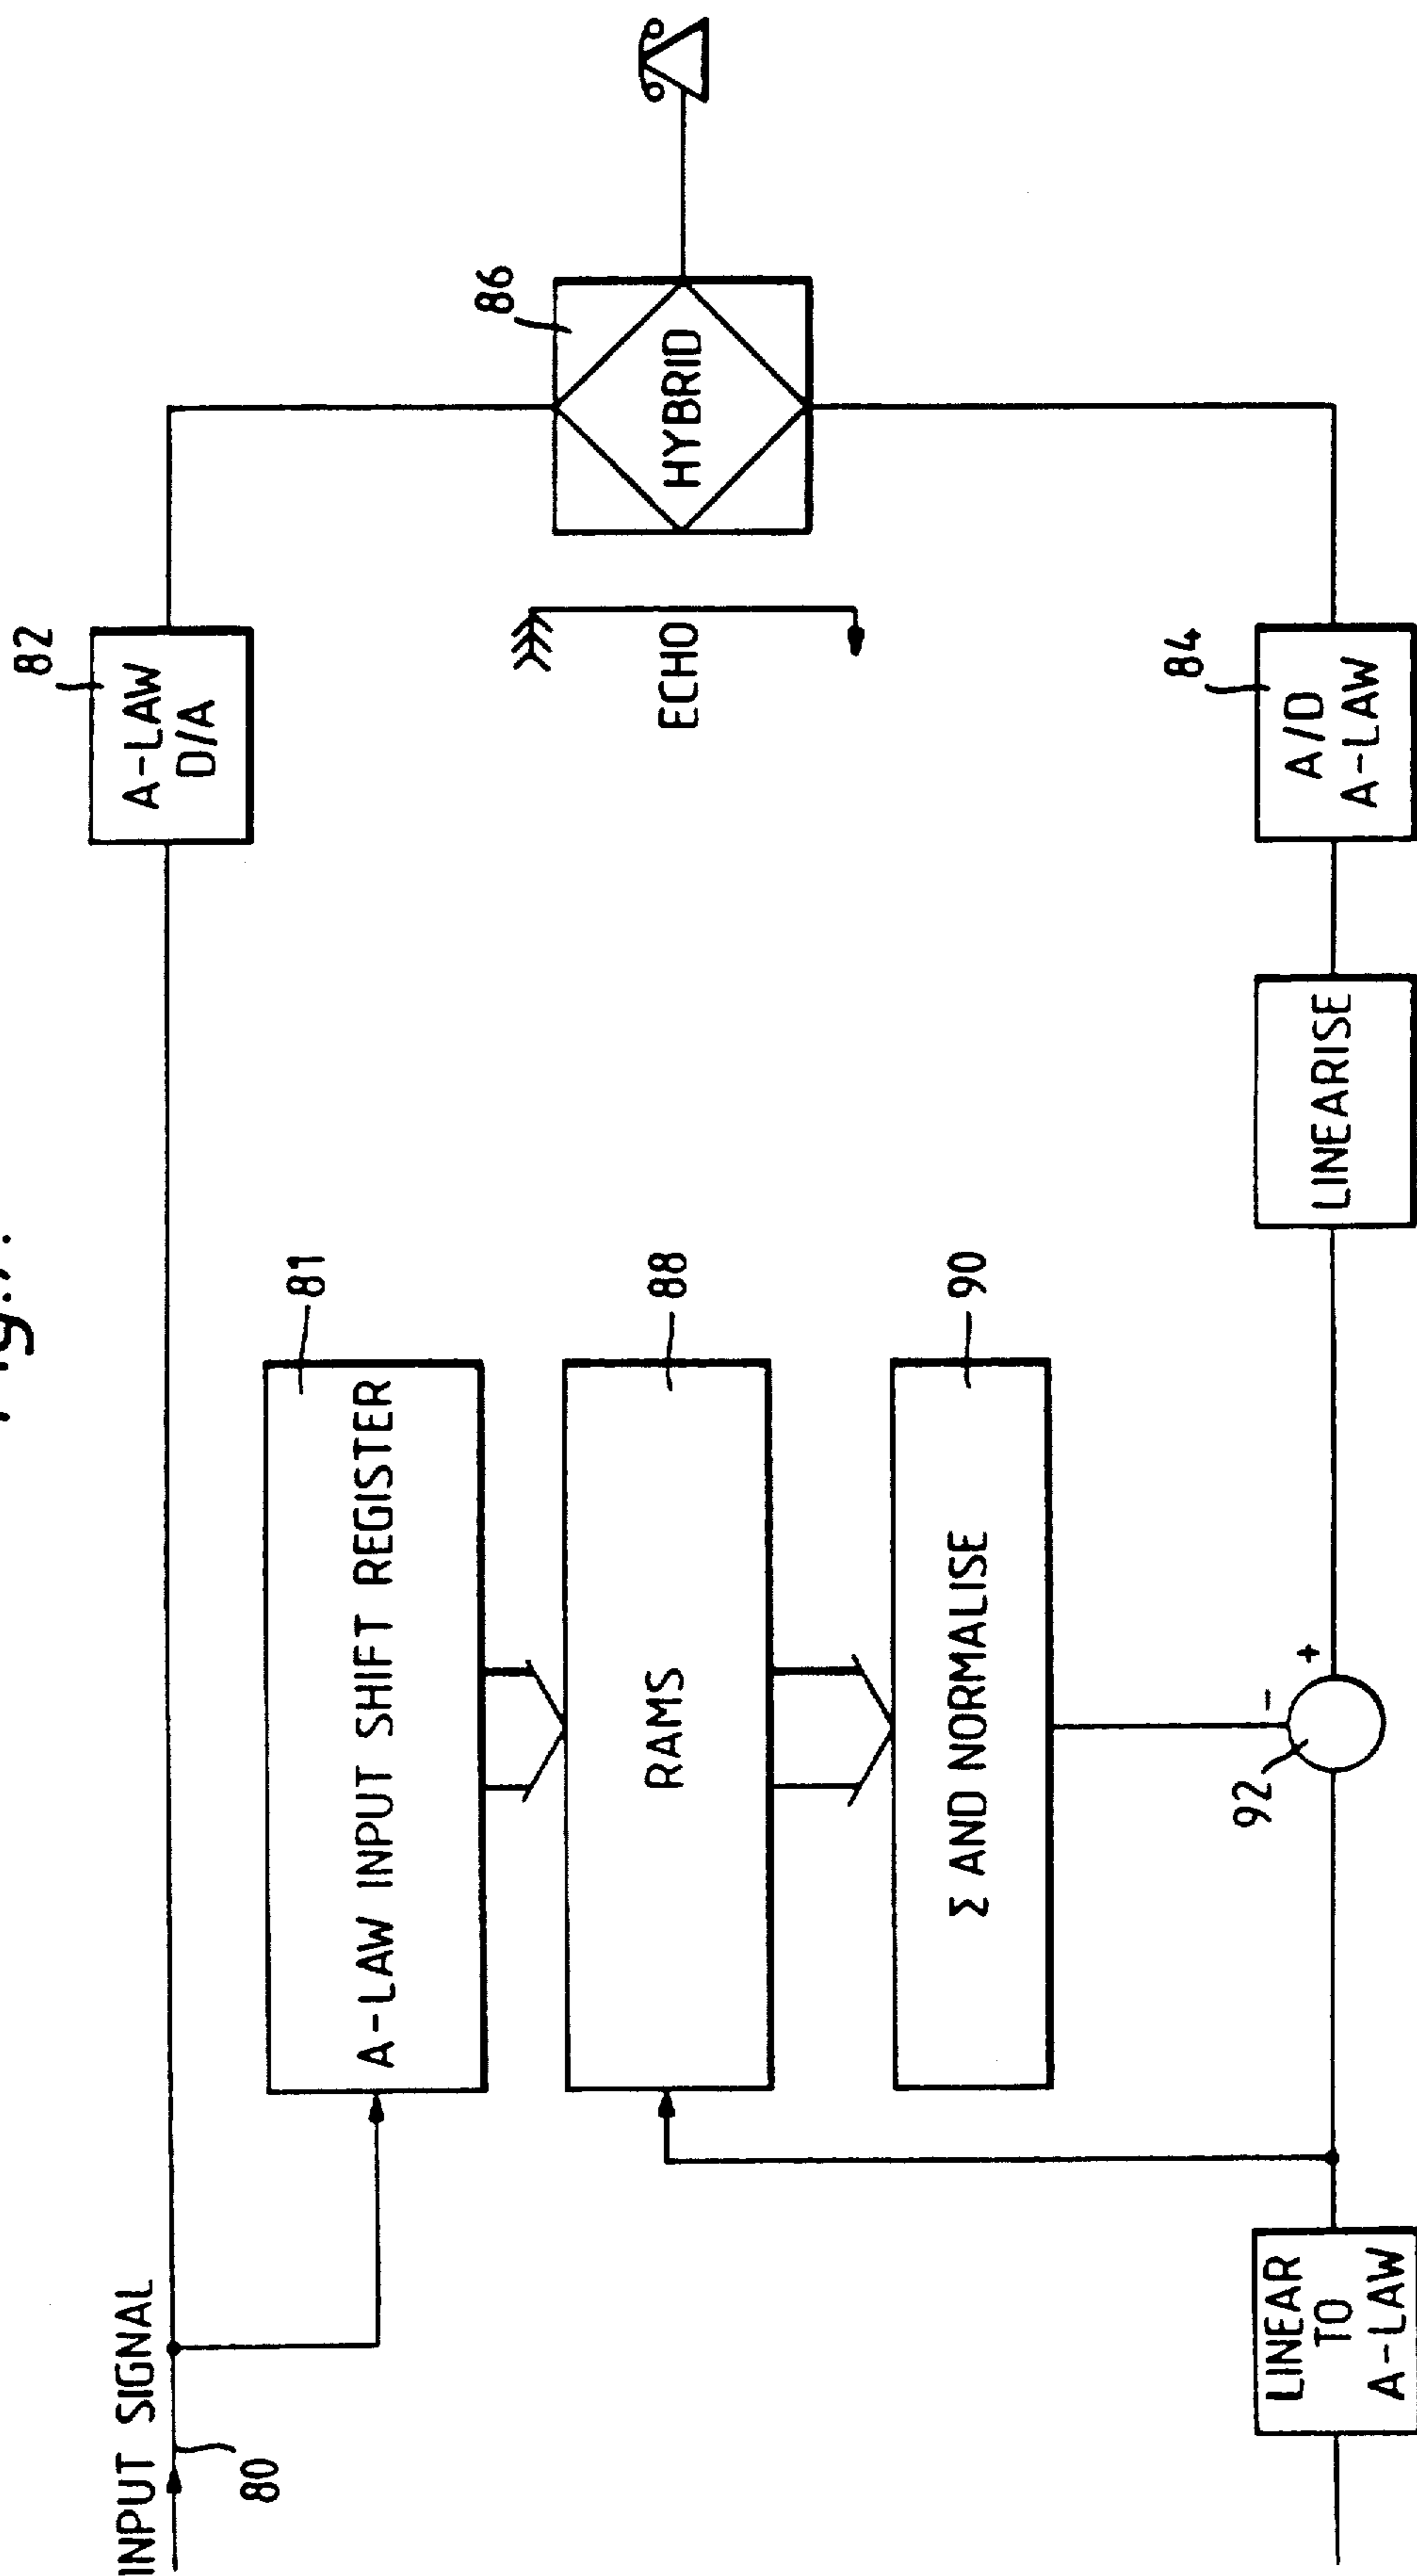 INPUT SIGNAL
80
A-LAW
D/A
82
A-LAW INPUT SHIFT REGISTER
81
RAMS
88
Σ AND NORMALISE
90
ECHO
HYBRID
86
LINEAR
TO
A-LAW
92
-
+
LINEARISE
A/D
A-LAW
84